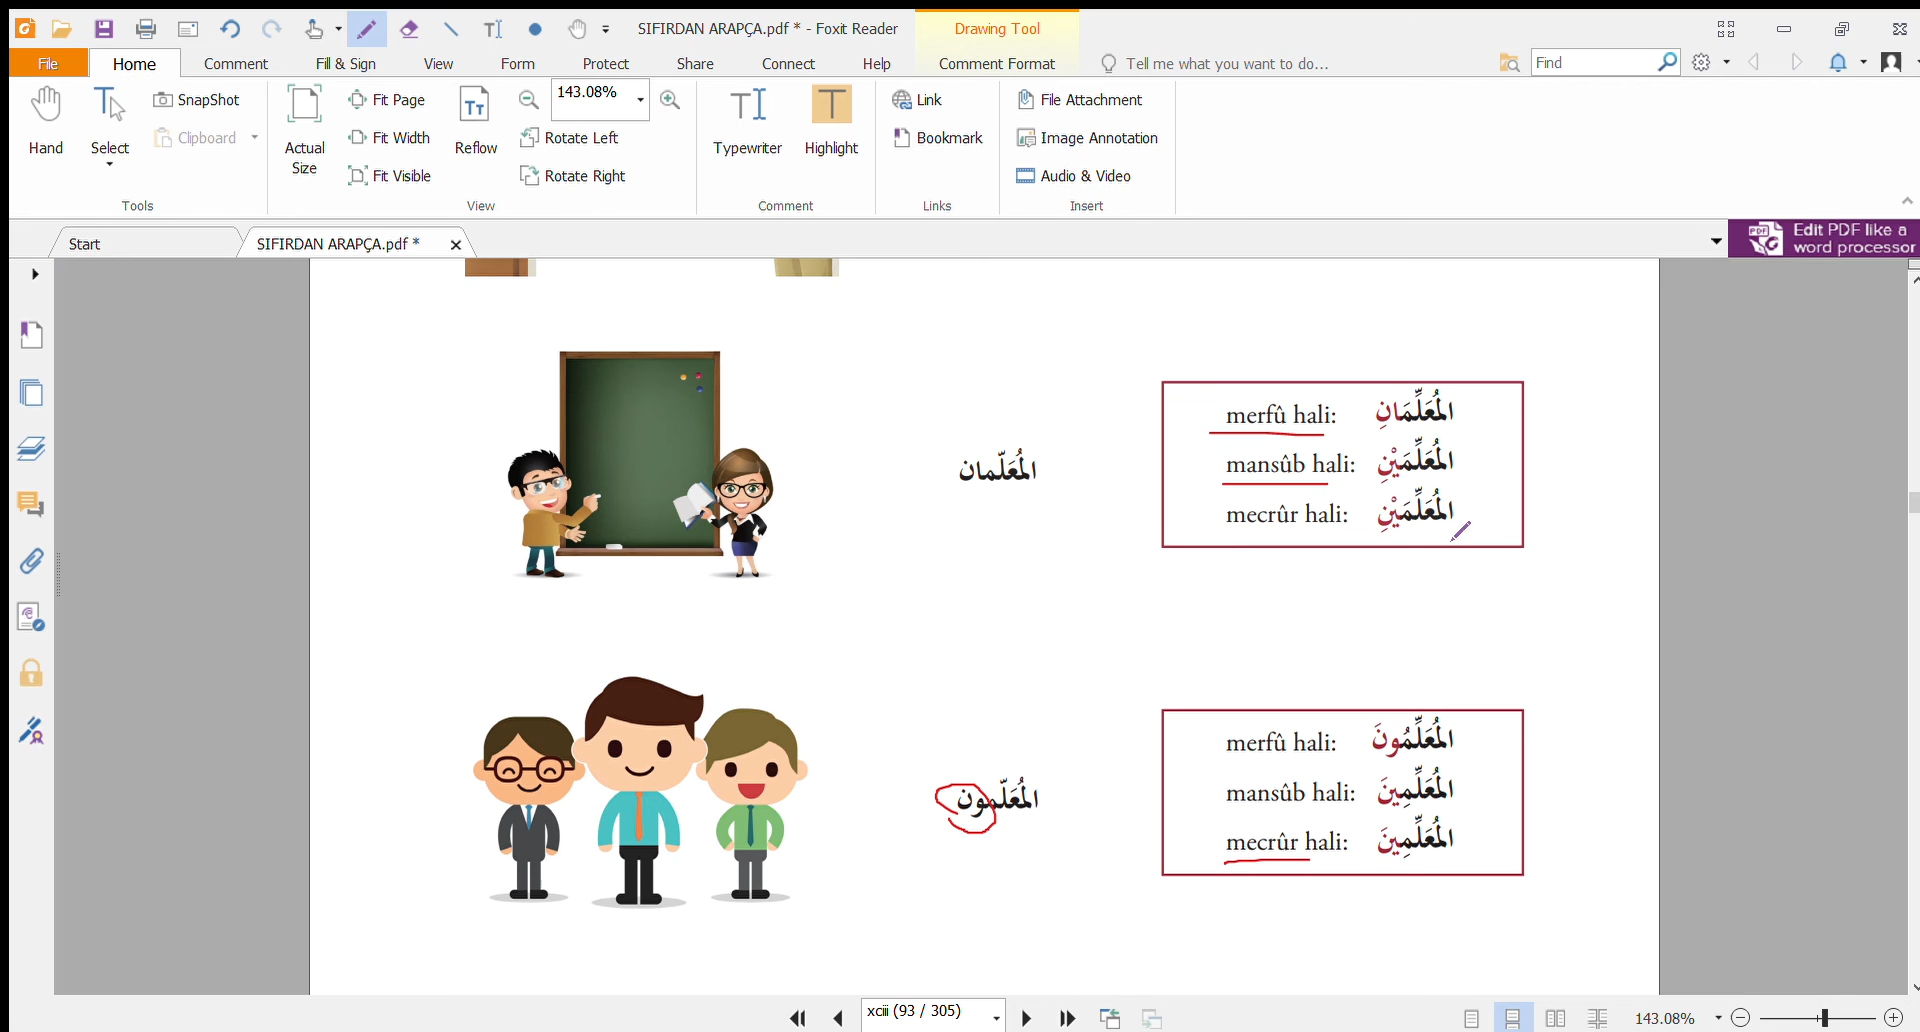 SIFIRDAN ARAPÇA.pdf * - Foxit Reader
Drawing Tool
File Home Comment Fill & Sign View Form Protect Share Connect Help Comment Format Tell me what you want to do... Find
Hand
Select
SnapShot
Clipboard
Tools
Actual Size
Fit Page
Fit Width
Fit Visible
Reflow
143.08%
Rotate Left
Rotate Right
View
Typewriter
Highlight
Comment
Link
Bookmark
Links
File Attachment
Image Annotation
Audio & Video
Insert
Start
SIFIRDAN ARAPÇA.pdf *
Edit PDF like a
word processor
المُعَلّمان
merfû hali: المُعَلِّمَانِ
mansûb hali: المُعَلِّمَيْنِ
mecrûr hali: المُعَلِّمَيْنِ
المُعَلّمون
merfû hali: المُعَلِّمُونَ
mansûb hali: المُعَلِّمِينَ
mecrûr hali: المُعَلِّمِينَ
xciii (93 / 305)
143.08%